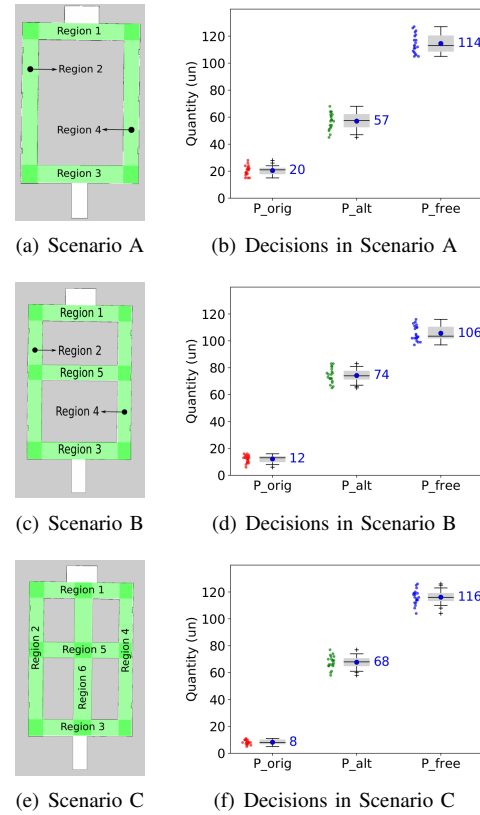 Region 1
Region 2
Region 4
Region 3
(a) Scenario A
Quantity (un)
120
100
80
60
40
20
0
20
57
114
P_orig P_alt P_free
(b) Decisions in Scenario A
Region 1
Region 2
Region 5
Region 4
Region 3
(c) Scenario B
Quantity (un)
120
100
80
60
40
20
0
12
74
106
P_orig P_alt P_free
(d) Decisions in Scenario B
Region 1
Region 2
Region 4
Region 5
Region 6
Region 3
(e) Scenario C
Quantity (un)
120
100
80
60
40
20
0
8
68
116
P_orig P_alt P_free
(f) Decisions in Scenario C